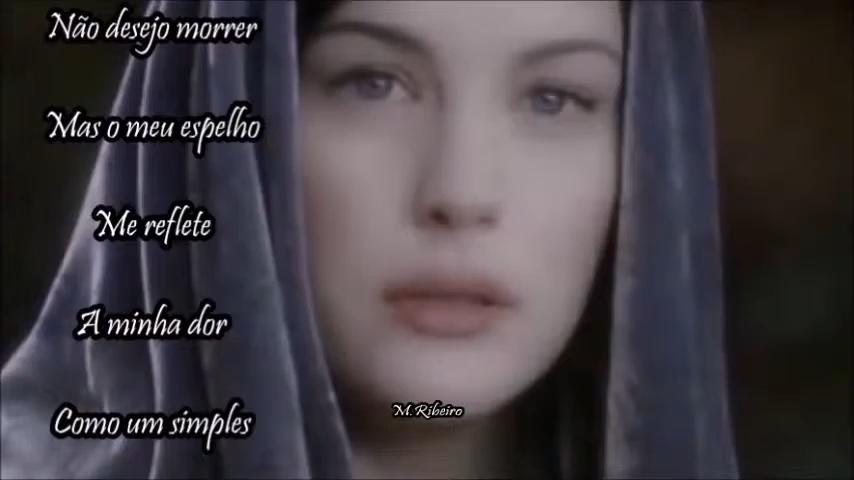 Não desejo morrer
Mas o meu espelho
Me reflete
A minha dor
Como um simples
M. Ribeiro